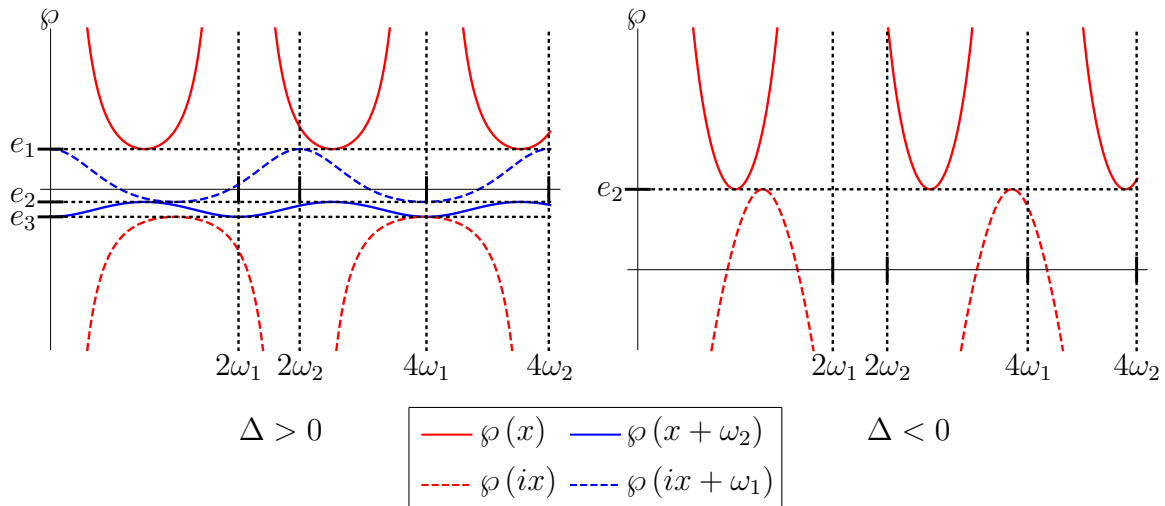 ℘ ℘
e₁
e₂ e₂
e₃
2ω₁ 2ω₂ 4ω₁ 4ω₂ 2ω₁ 2ω₂ 4ω₁ 4ω₂
Δ > 0 Δ < 0
℘ (x) ℘ (x + ω₂)
℘ (ix) ℘ (ix + ω₁)